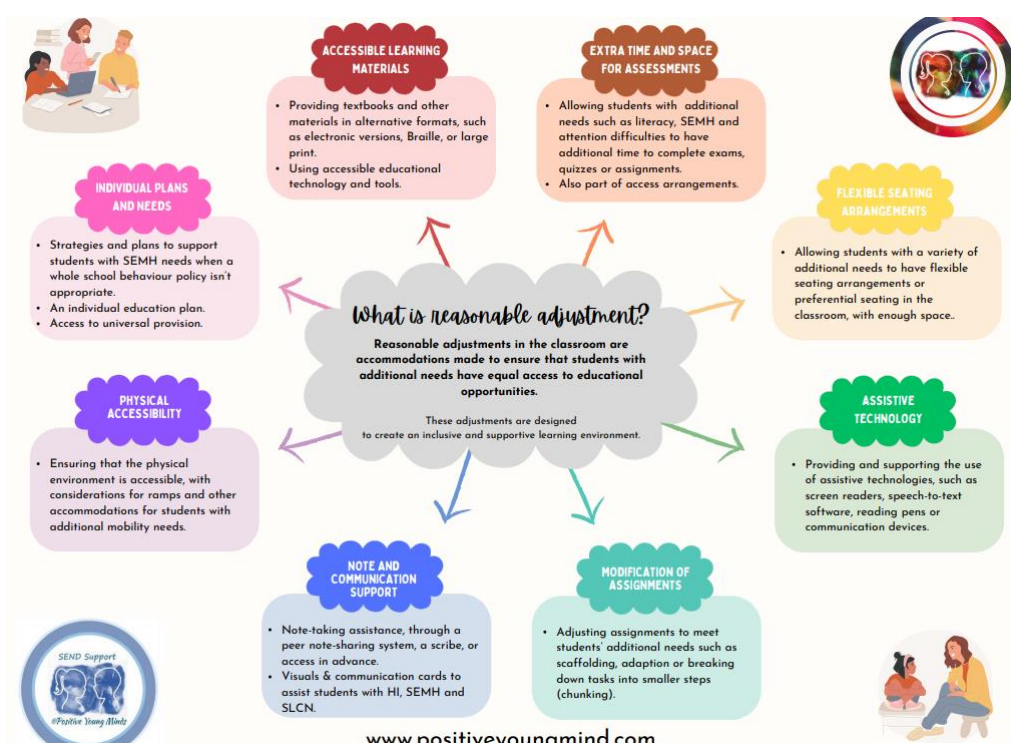 ACCESSIBLE LEARNING
MATERIALS
• Providing textbooks and other
materials in alternative formats, such
as electronic versions, Braille, or large
print.
• Using accessible educational
technology and tools.
EXTRA TIME AND SPACE
FOR ASSESSMENTS
• Allowing students with additional
needs such as literacy, SEMH and
attention difficulties to have
additional time to complete exams,
quizzes or assignments.
• Also part of access arrangements.
INDIVIDUAL PLANS
AND NEEDS
• Strategies and plans to support
students with SEMH needs when a
whole school behaviour policy isn't
appropriate.
• An individual education plan.
• Access to universal provision.
FLEXIBLE SEATING
ARRANGEMENTS
• Allowing students with a variety of
additional needs to have flexible
seating arrangements or
preferential seating in the
classroom, with enough space..
What is reasonable adjustment?
Reasonable adjustments in the classroom are
accommodations made to ensure that students with
additional needs have equal access to educational
opportunities.
These adjustments are designed
to create an inclusive and supportive learning environment.
PHYSICAL
ACCESSIBILITY
• Ensuring that the physical
environment is accessible, with
considerations for ramps and other
accommodations for students with
additional mobility needs.
ASSISTIVE
TECHNOLOGY
• Providing and supporting the use
of assistive technologies, such as
screen readers, speech-to-text
software, reading pens or
communication devices.
NOTE AND
COMMUNICATION
SUPPORT
• Note-taking assistance, through a
peer note-sharing system, a scribe, or
access in advance.
• Visuals & communication cards to
assist students with HI, SEMH and
SLCN.
MODIFICATION OF
ASSIGNMENTS
• Adjusting assignments to meet
students' additional needs such as
scaffolding, adaption or breaking
down tasks into smaller steps
(chunking).
SEND Support
@Positive Young Minds
www.positiveyoungmind.com